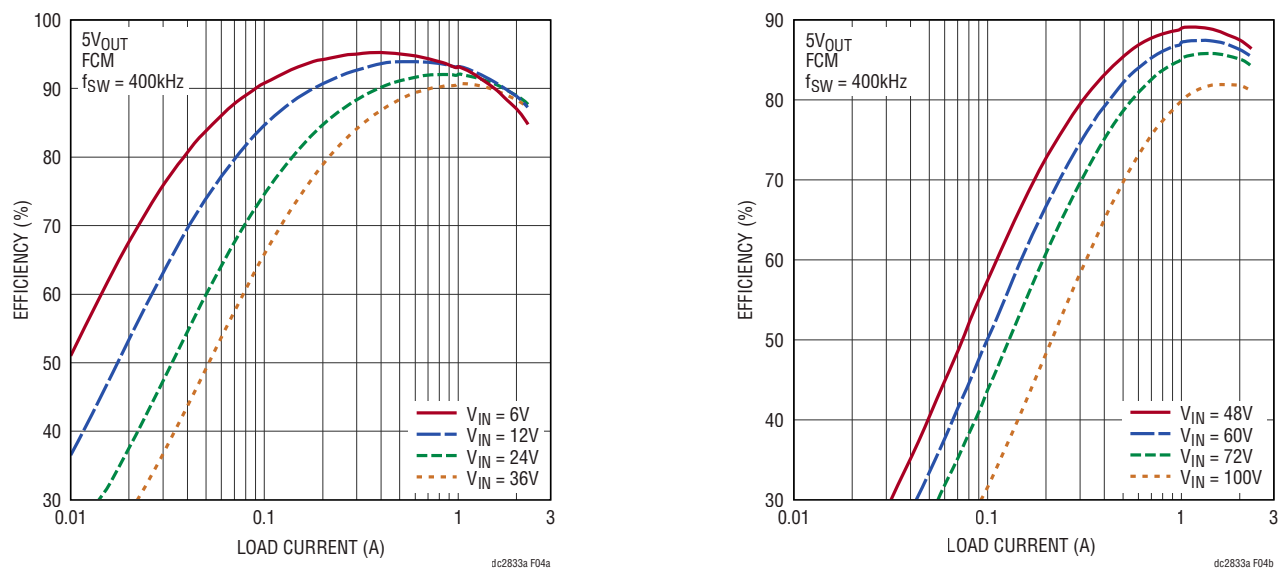 100
90
80
70
60
50
40
30
EFFICIENCY (%)
5VOUT
FCM
fSW = 400kHz
VIN = 6V
VIN = 12V
VIN = 24V
VIN = 36V
0.01
0.1
1
3
LOAD CURRENT (A)
dc2833a F04a
90
80
70
60
50
40
30
EFFICIENCY (%)
5VOUT
FCM
fSW = 400kHz
VIN = 48V
VIN = 60V
VIN = 72V
VIN = 100V
0.01
0.1
1
3
LOAD CURRENT (A)
dc2833a F04b